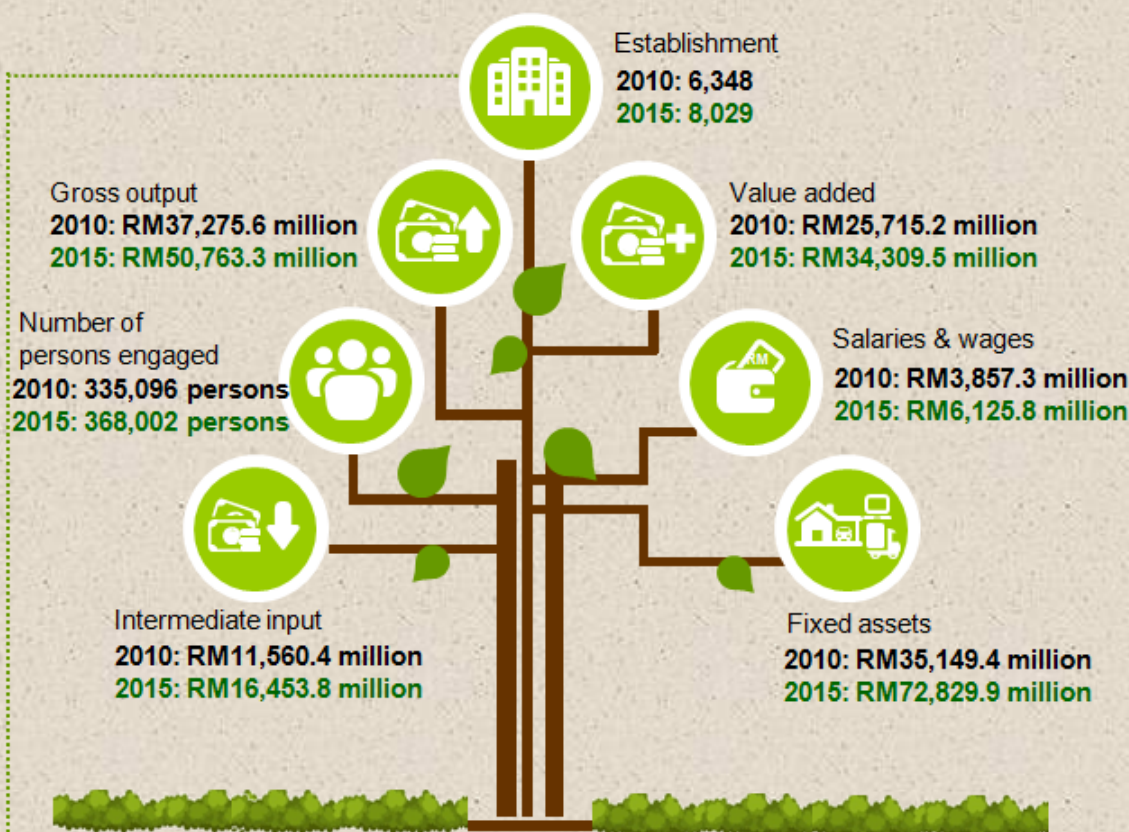 Establishment
2010: 6,348
2015: 8,029
Gross output
2010: RM37,275.6 million
2015: RM50,763.3 million
Value added
2010: RM25,715.2 million
2015: RM34,309.5 million
Number of
persons engaged
2010: 335,096 persons
2015: 368,002 persons
RM
Salaries & wages
2010: RM3,857.3 million
2015: RM6,125.8 million
Intermediate input
2010: RM11,560.4 million
2015: RM16,453.8 million
Fixed assets
2010: RM35,149.4 million
2015: RM72,829.9 million